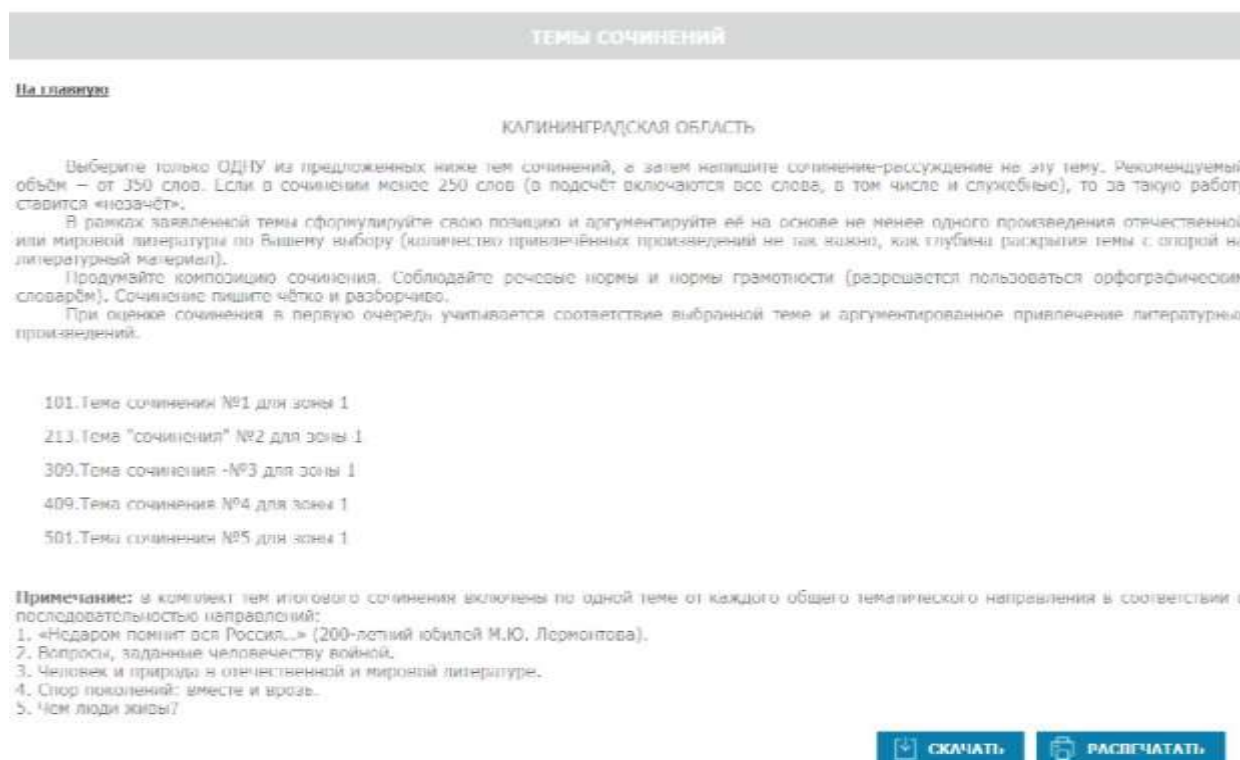 ТЕМЫ СОЧИНЕНИЙ
На главную
КАЛИНИНГРАДСКАЯ ОБЛАСТЬ
Выберите только ОДНУ из предложенных ниже тем сочинений, а затем напишите сочинение-рассуждение на эту тему. Рекомендуемый
объём – от 350 слов. Если в сочинении менее 250 слов (в подсчёт включаются все слова, в том числе и служебные), то за такую работу
ставится «незачёт».
В рамках заявленной темы сформулируйте свою позицию и аргументируйте её на основе не менее одного произведения отечественной
или мировой литературы по Вашему выбору (количество привлечённых произведений не так важно, как глубина раскрытия темы с опорой на
литературный материал).
Продумайте композицию сочинения. Соблюдайте речевые нормы и нормы грамотности (разрешается пользоваться орфографическим
словарём). Сочинение пишите чётко и разборчиво.
При оценке сочинения в первую очередь учитывается соответствие выбранной теме и аргументированное привлечение литературных
произведений.
101.Тема сочинения №1 для зоны 1
213.Тема "сочинения" №2 для зоны 1
309.Тема сочинения -№3 для зоны 1
409.Тема сочинения №4 для зоны 1
501.Тема сочинения №5 для зоны 1
Примечание: в комплект тем итогового сочинения включены по одной теме от каждого общего тематического направления в соответствии с
последовательностью направлений:
1. «Недаром помнит вся Россия…» (200-летний юбилей М.Ю. Лермонтова).
2. Вопросы, заданные человечеству войной.
3. Человек и природа в отечественной и мировой литературе.
4. Спор поколений: вместе и врозь.
5. Чем люди живы?
СКАЧАТЬ РАСПЕЧАТАТЬ